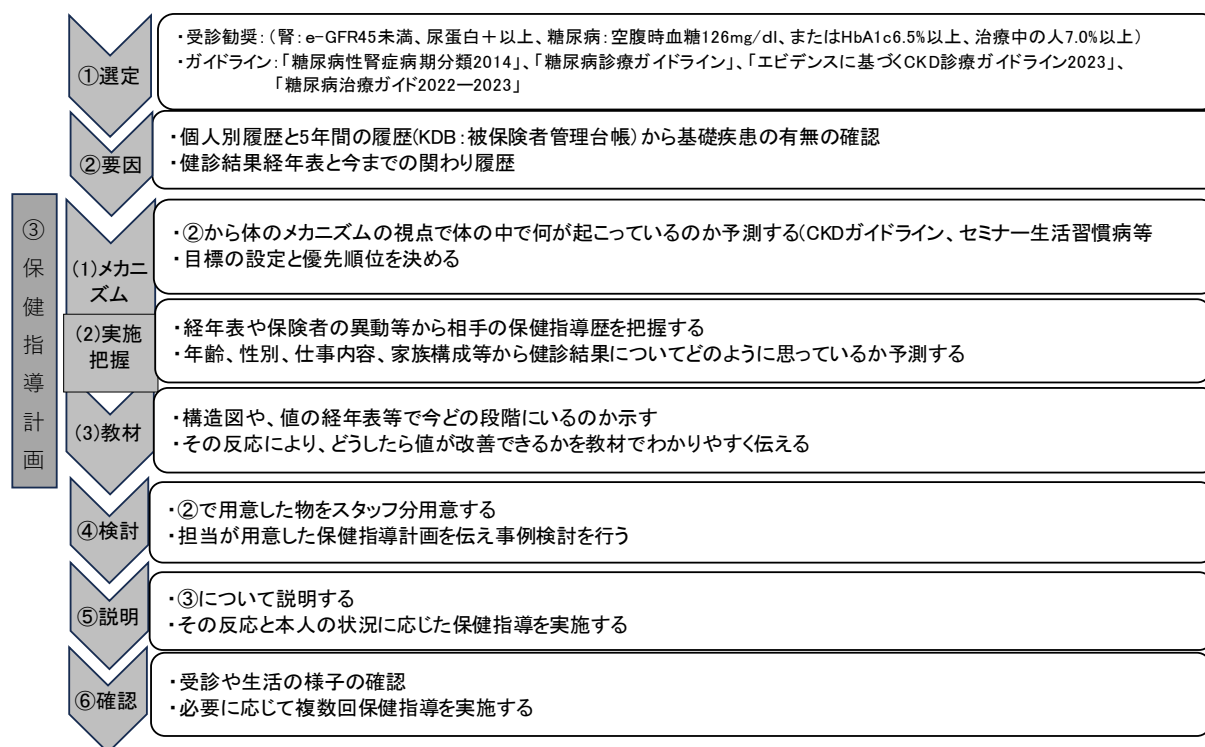 ①選定
・受診勧奨:(腎:e-GFR45未満、尿蛋白+以上、糖尿病:空腹時血糖126mg/dl、またはHbA1c6.5%以上、治療中の人7.0%以上)
・ガイドライン:「糖尿病性腎症病期分類2014」、「糖尿病診療ガイドライン」、「エビデンスに基づくCKD診療ガイドライン2023」、
「糖尿病治療ガイド2022―2023」
②要因
・個人別履歴と5年間の履歴(KDB:被保険者管理台帳)から基礎疾患の有無の確認
・健診結果経年表と今までの関わり履歴
③保健指導計画
(1)メカニ
ズム
・②から体のメカニズムの視点で体の中で何が起こっているのか予測する(CKDガイドライン、セミナー生活習慣病等
・目標の設定と優先順位を決める
(2)実施
把握
・経年表や保険者の異動等から相手の保健指導歴を把握する
・年齢、性別、仕事内容、家族構成等から健診結果についてどのように思っているか予測する
(3)教材
・構造図や、値の経年表等で今どの段階にいるのか示す
・その反応により、どうしたら値が改善できるかを教材でわかりやすく伝える
④検討
・②で用意した物をスタッフ分用意する
・担当が用意した保健指導計画を伝え事例検討を行う
⑤説明
・③について説明する
・その反応と本人の状況に応じた保健指導を実施する
⑥確認
・受診や生活の様子の確認
・必要に応じて複数回保健指導を実施する